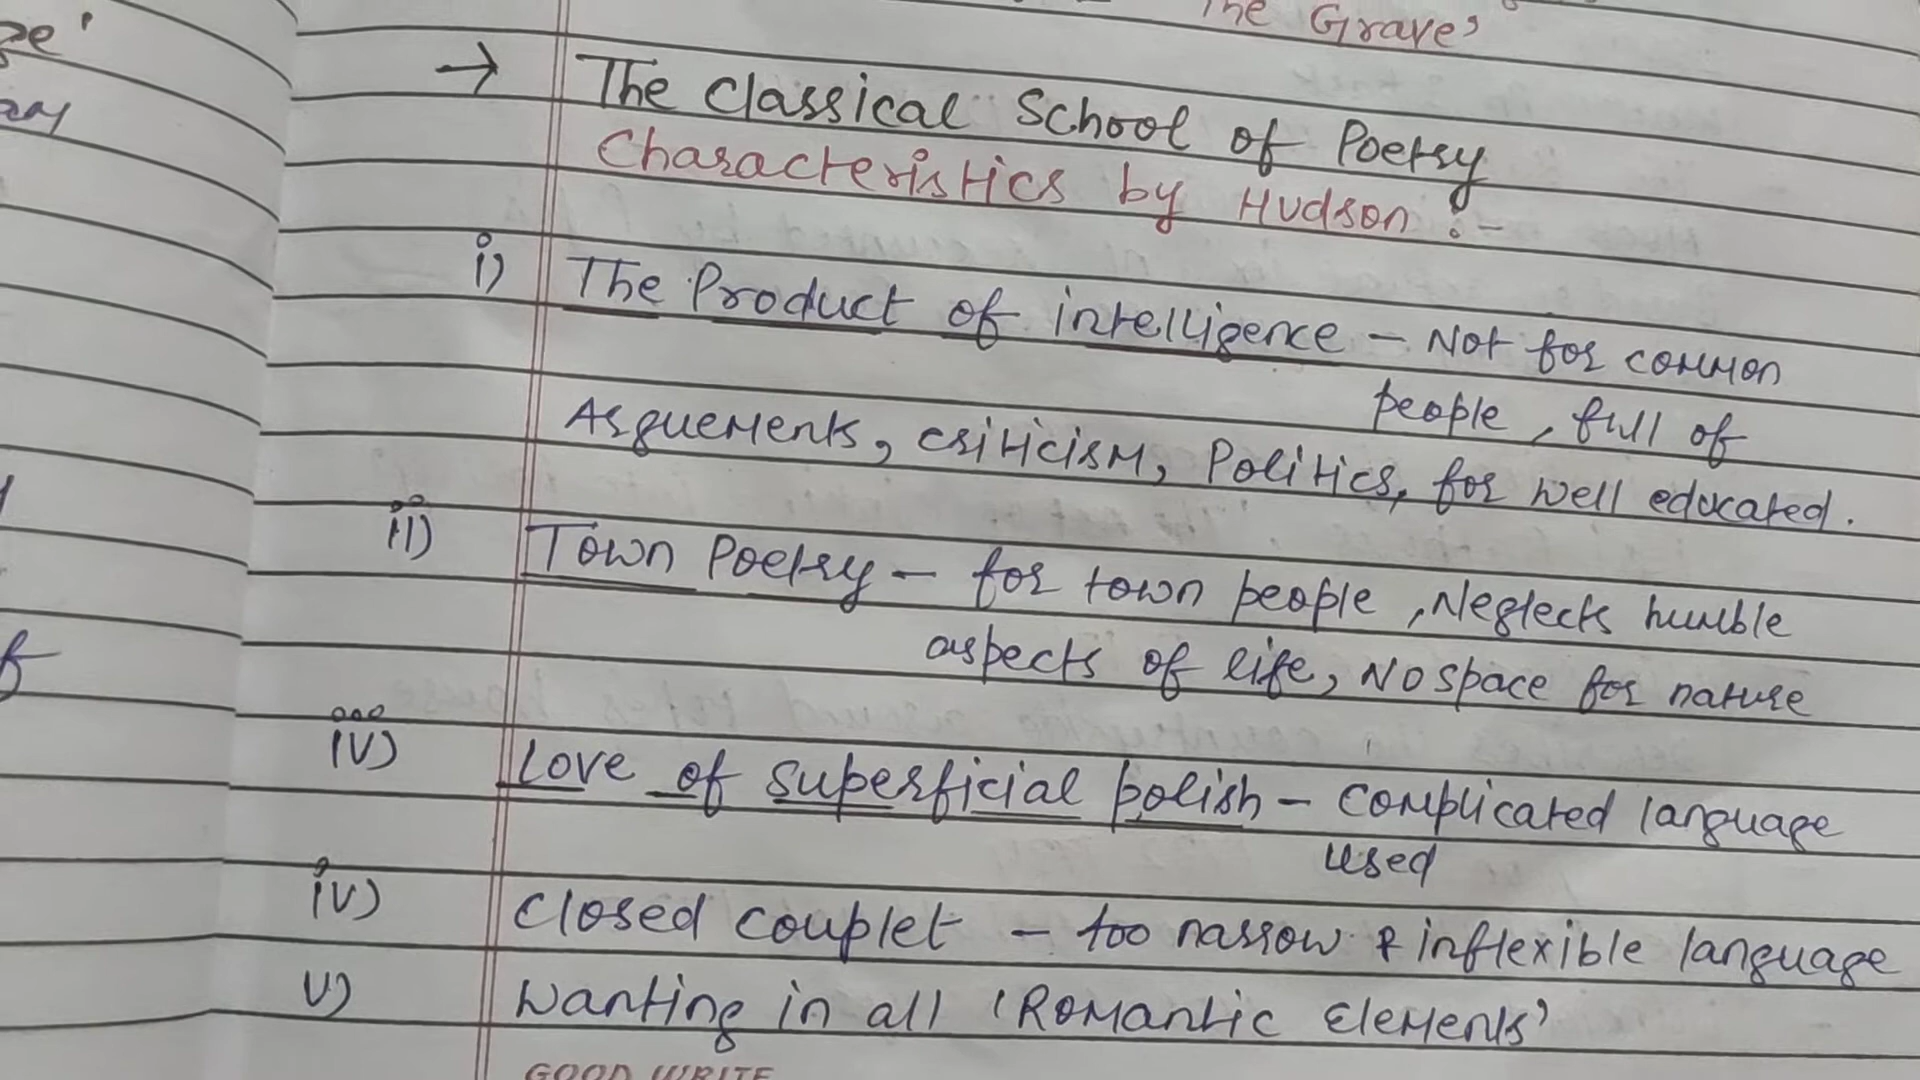 The Grave'
→ The Classical School of Poetry
Characteristics by Hudson :-
i) The Product of intelligence – Not for common
people, full of
Arguements, criticism, Politics, for well educated.
ii) Town Poetry – for town people, Neglects humble
aspects of life, No space for nature
iv) Love of superficial polish – complicated language
used
iv) Closed couplet – too narrow & inflexible language
v) Wanting in all 'Romantic Elements'
GOOD WRITE